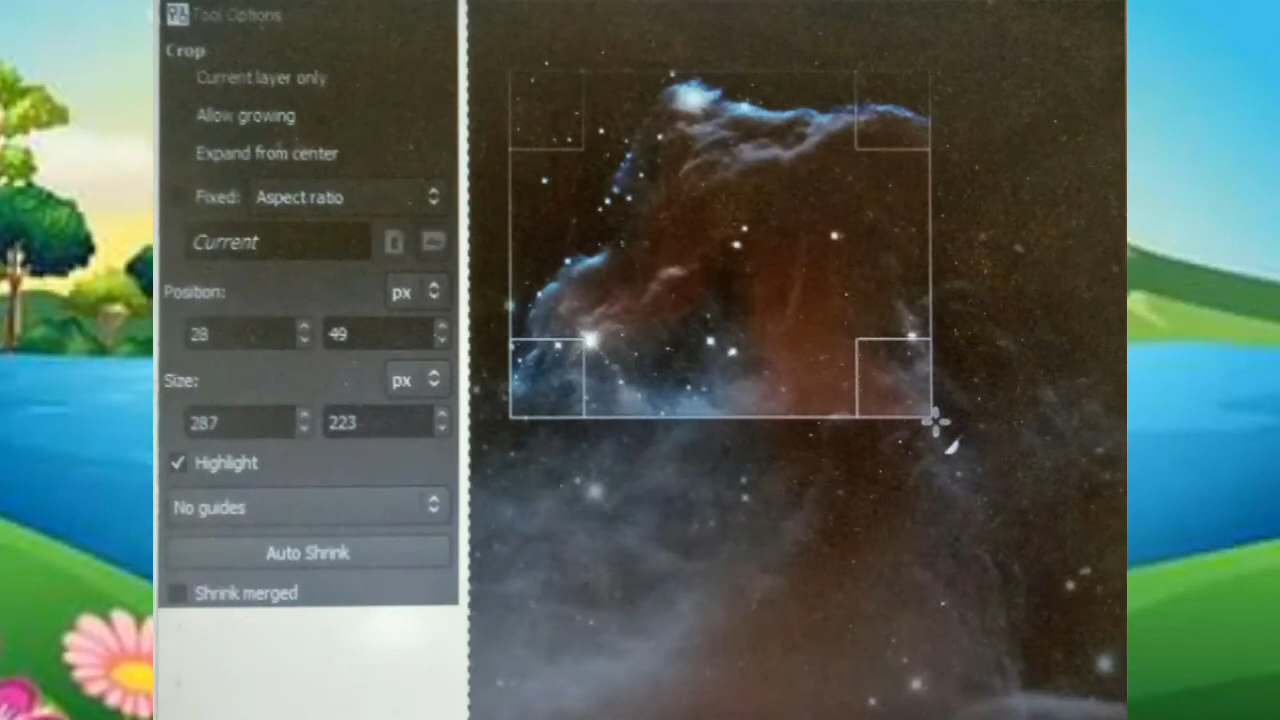 Tool Options
Crop
Current layer only
Allow growing
Expand from center
Fixed: Aspect ratio
Current
Position: px
28 49
Size: px
287 223
Highlight
No guides
Auto Shrink
Shrink merged